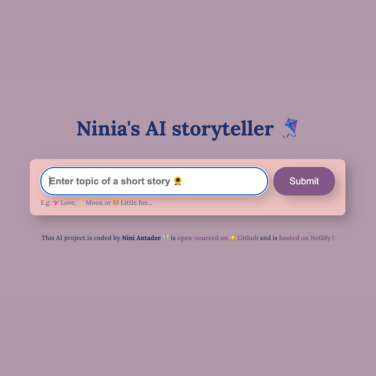 Ninia's AI storyteller 🪁
Enter topic of a short story 🌻
Submit
E.g: 💘 Love, 🌙 Moon or 🦊 Little fox...
This AI project is coded by Nini Antadze is open-sourced on Github and is hosted on Netlify !